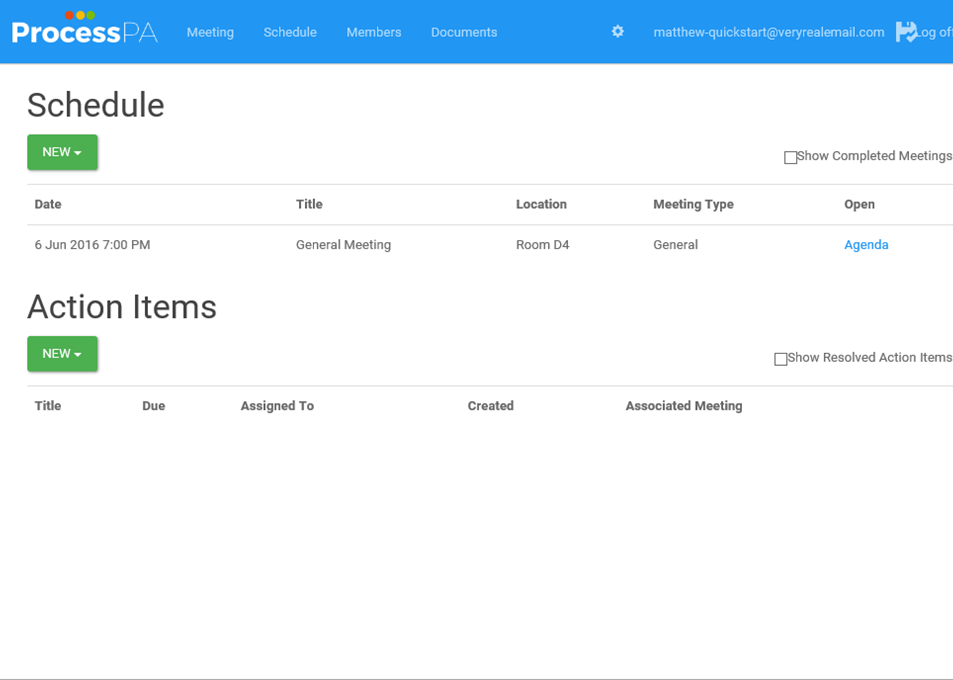 ProcessPA Meeting Schedule Members Documents matthew-quickstart@veryrealemail.com Log of
Schedule
NEW
Show Completed Meetings
Date Title Location Meeting Type Open
6 Jun 2016 7:00 PM General Meeting Room D4 General Agenda
Action Items
NEW
Show Resolved Action Items
Title Due Assigned To Created Associated Meeting